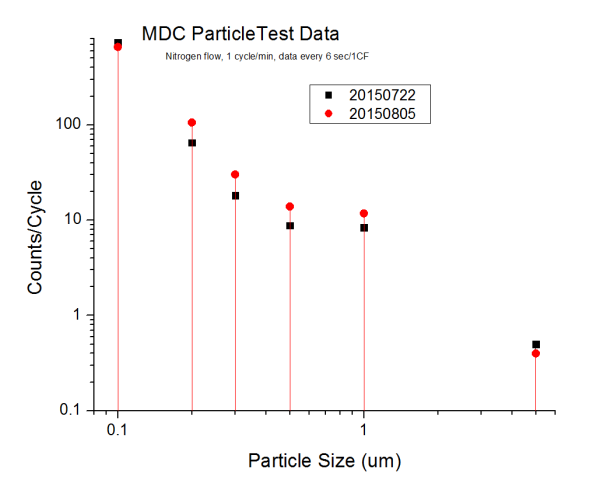 MDC ParticleTest Data
Nitrogen flow, 1 cycle/min, data every 6 sec/1CF
20150722
20150805
100
10
1
0.1
Counts/Cycle
0.1
1
Particle Size (um)